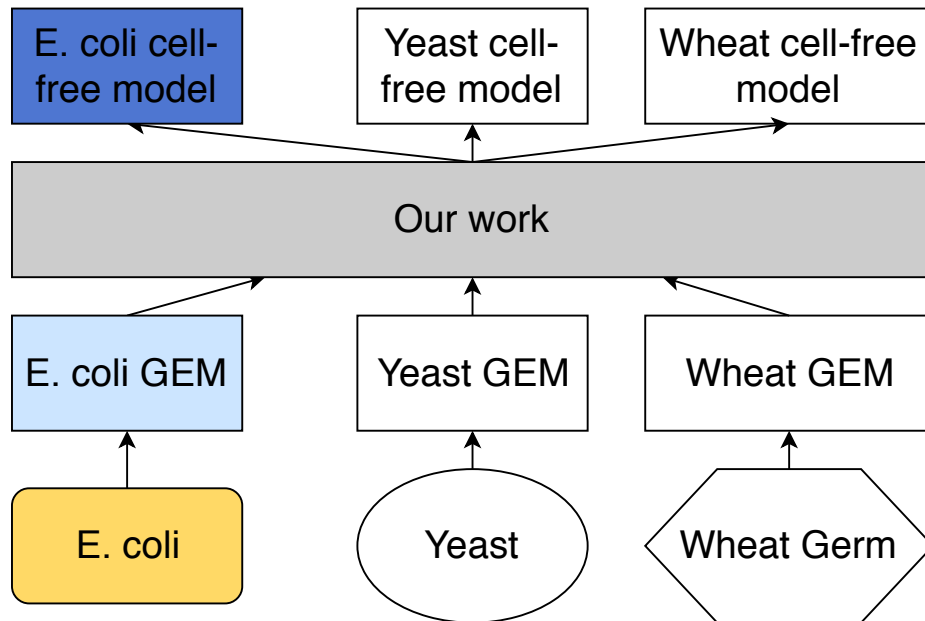 E. coli cell-
free model
Yeast cell-
free model
Wheat cell-free
model
Our work
E. coli GEM
Yeast GEM
Wheat GEM
E. coli
Yeast
Wheat Germ